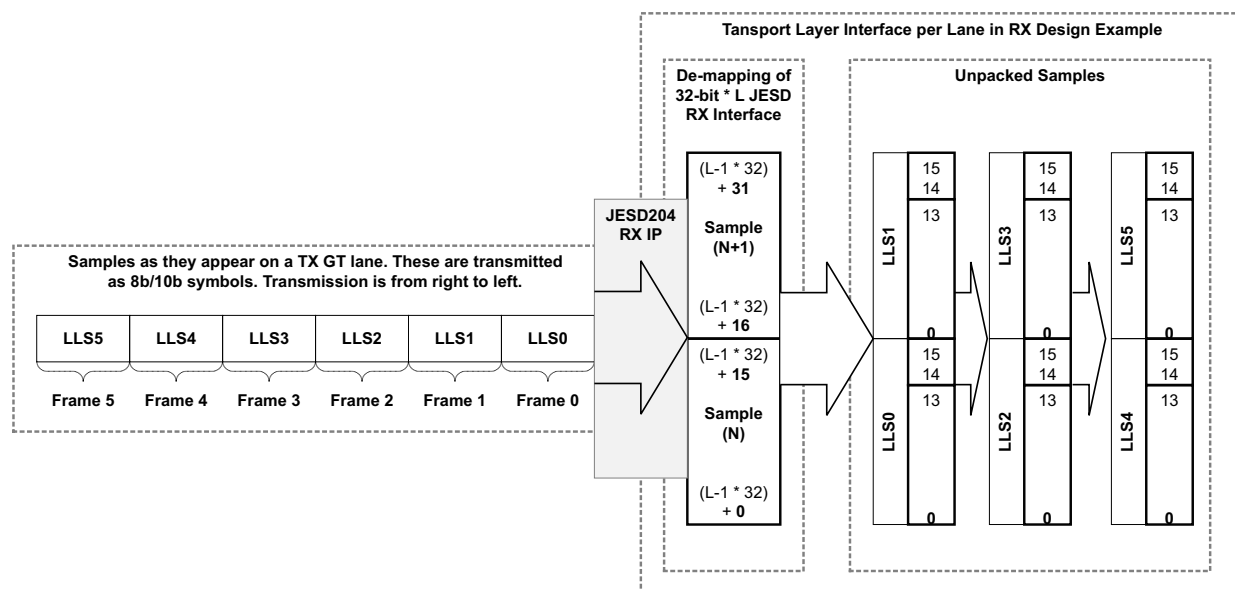 Tansport Layer Interface per Lane in RX Design Example
De-mapping of
32-bit * L JESD
RX Interface
Unpacked Samples
JESD204
RX IP
Samples as they appear on a TX GT lane. These are transmitted
as 8b/10b symbols. Transmission is from right to left.
LLS5 LLS4 LLS3 LLS2 LLS1 LLS0
Frame 5 Frame 4 Frame 3 Frame 2 Frame 1 Frame 0
(L-1 * 32)
+ 31
Sample
(N+1)
(L-1 * 32)
+ 16
(L-1 * 32)
+ 15
Sample
(N)
(L-1 * 32)
+ 0
LLS1
15
14
13
0
LLS0
15
14
13
0
LLS3
15
14
13
0
LLS2
15
14
13
0
LLS5
15
14
13
0
LLS4
15
14
13
0